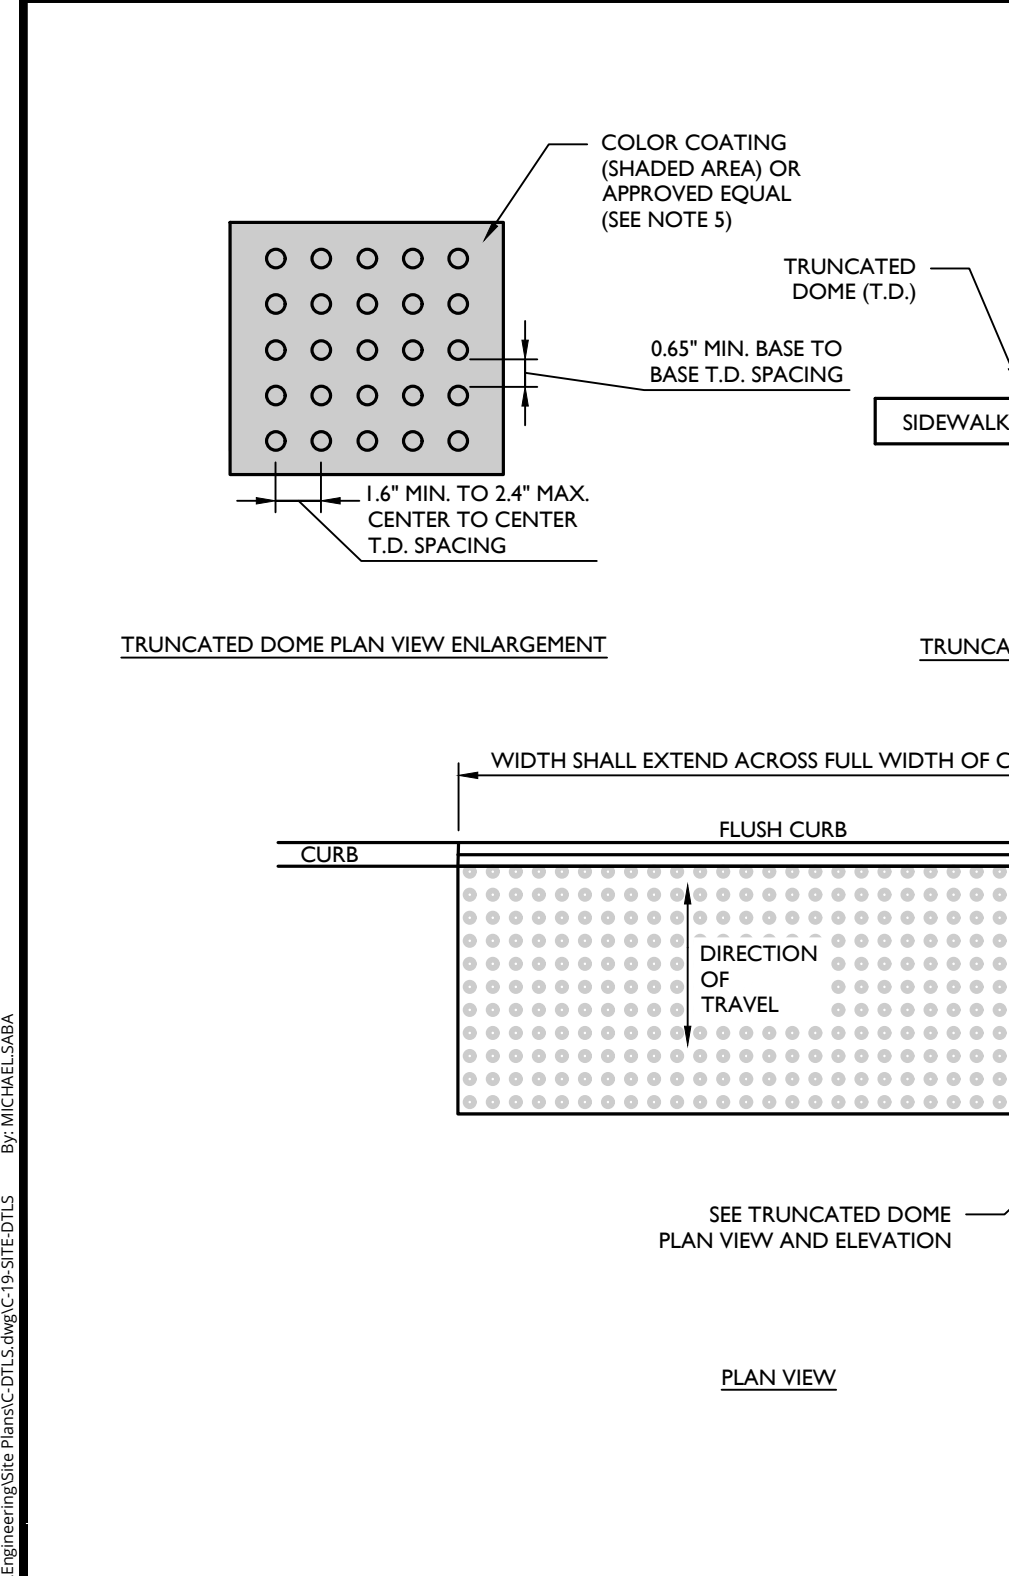 COLOR COATING
(SHADED AREA) OR
APPROVED EQUAL
(SEE NOTE 5)
TRUNCATED
DOME (T.D.)
0.65" MIN. BASE TO
BASE T.D. SPACING
SIDEWALK
1.6" MIN. TO 2.4" MAX.
CENTER TO CENTER
T.D. SPACING
TRUNCATED DOME PLAN VIEW ENLARGEMENT
TRUNCA
WIDTH SHALL EXTEND ACROSS FULL WIDTH OF
FLUSH CURB
CURB
DIRECTION
OF
TRAVEL
SEE TRUNCATED DOME
PLAN VIEW AND ELEVATION
PLAN VIEW
Engineering\Site Plans\C-DTLS.dwg\C-19-SITE-DTLS By: MICHAEL.SABA